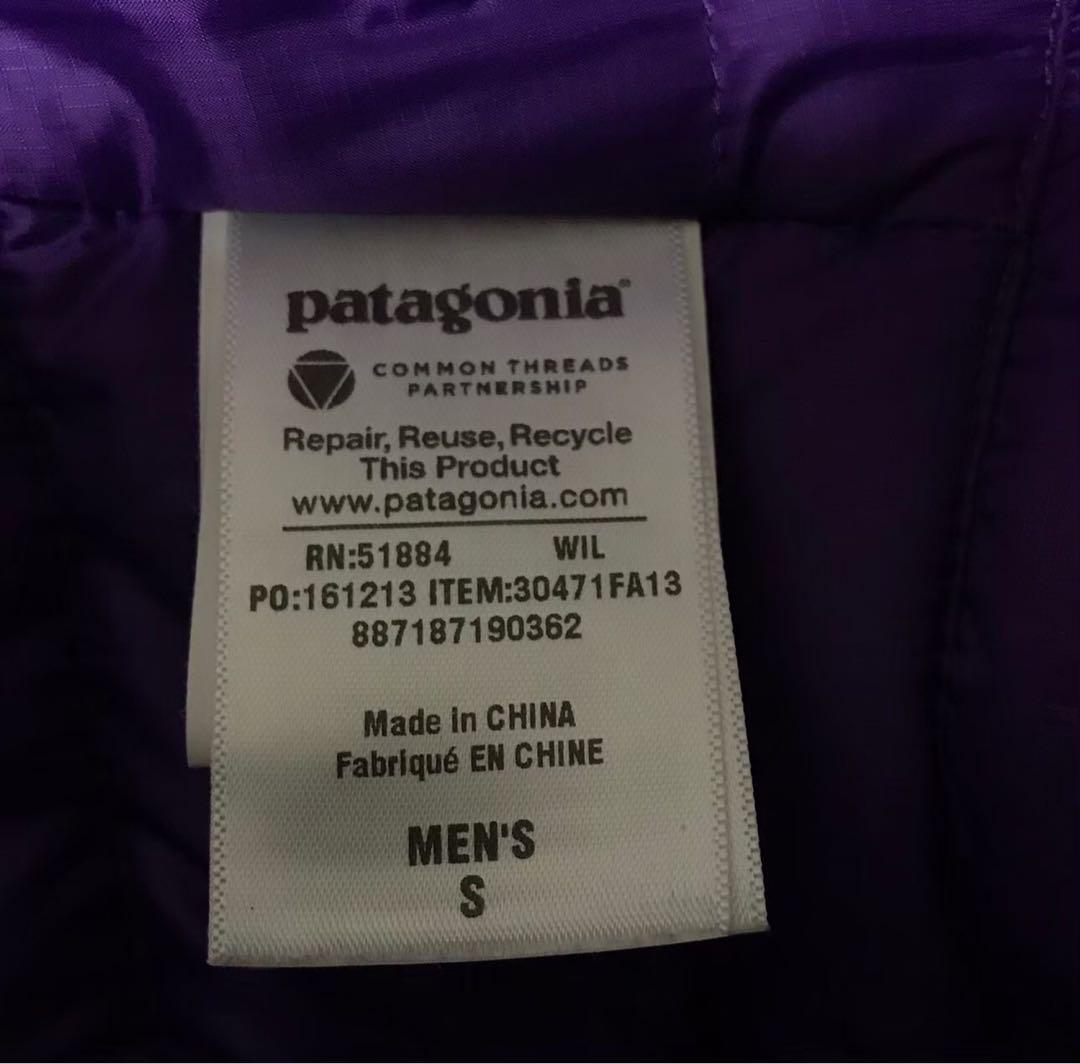 patagonia®
COMMON THREADS
PARTNERSHIP
Repair, Reuse, Recycle
This Product
www.patagonia.com
RN:51884 WIL
PO:161213 ITEM:30471FA13
887187190362
Made in CHINA
Fabriqué EN CHINE
MEN'S
S